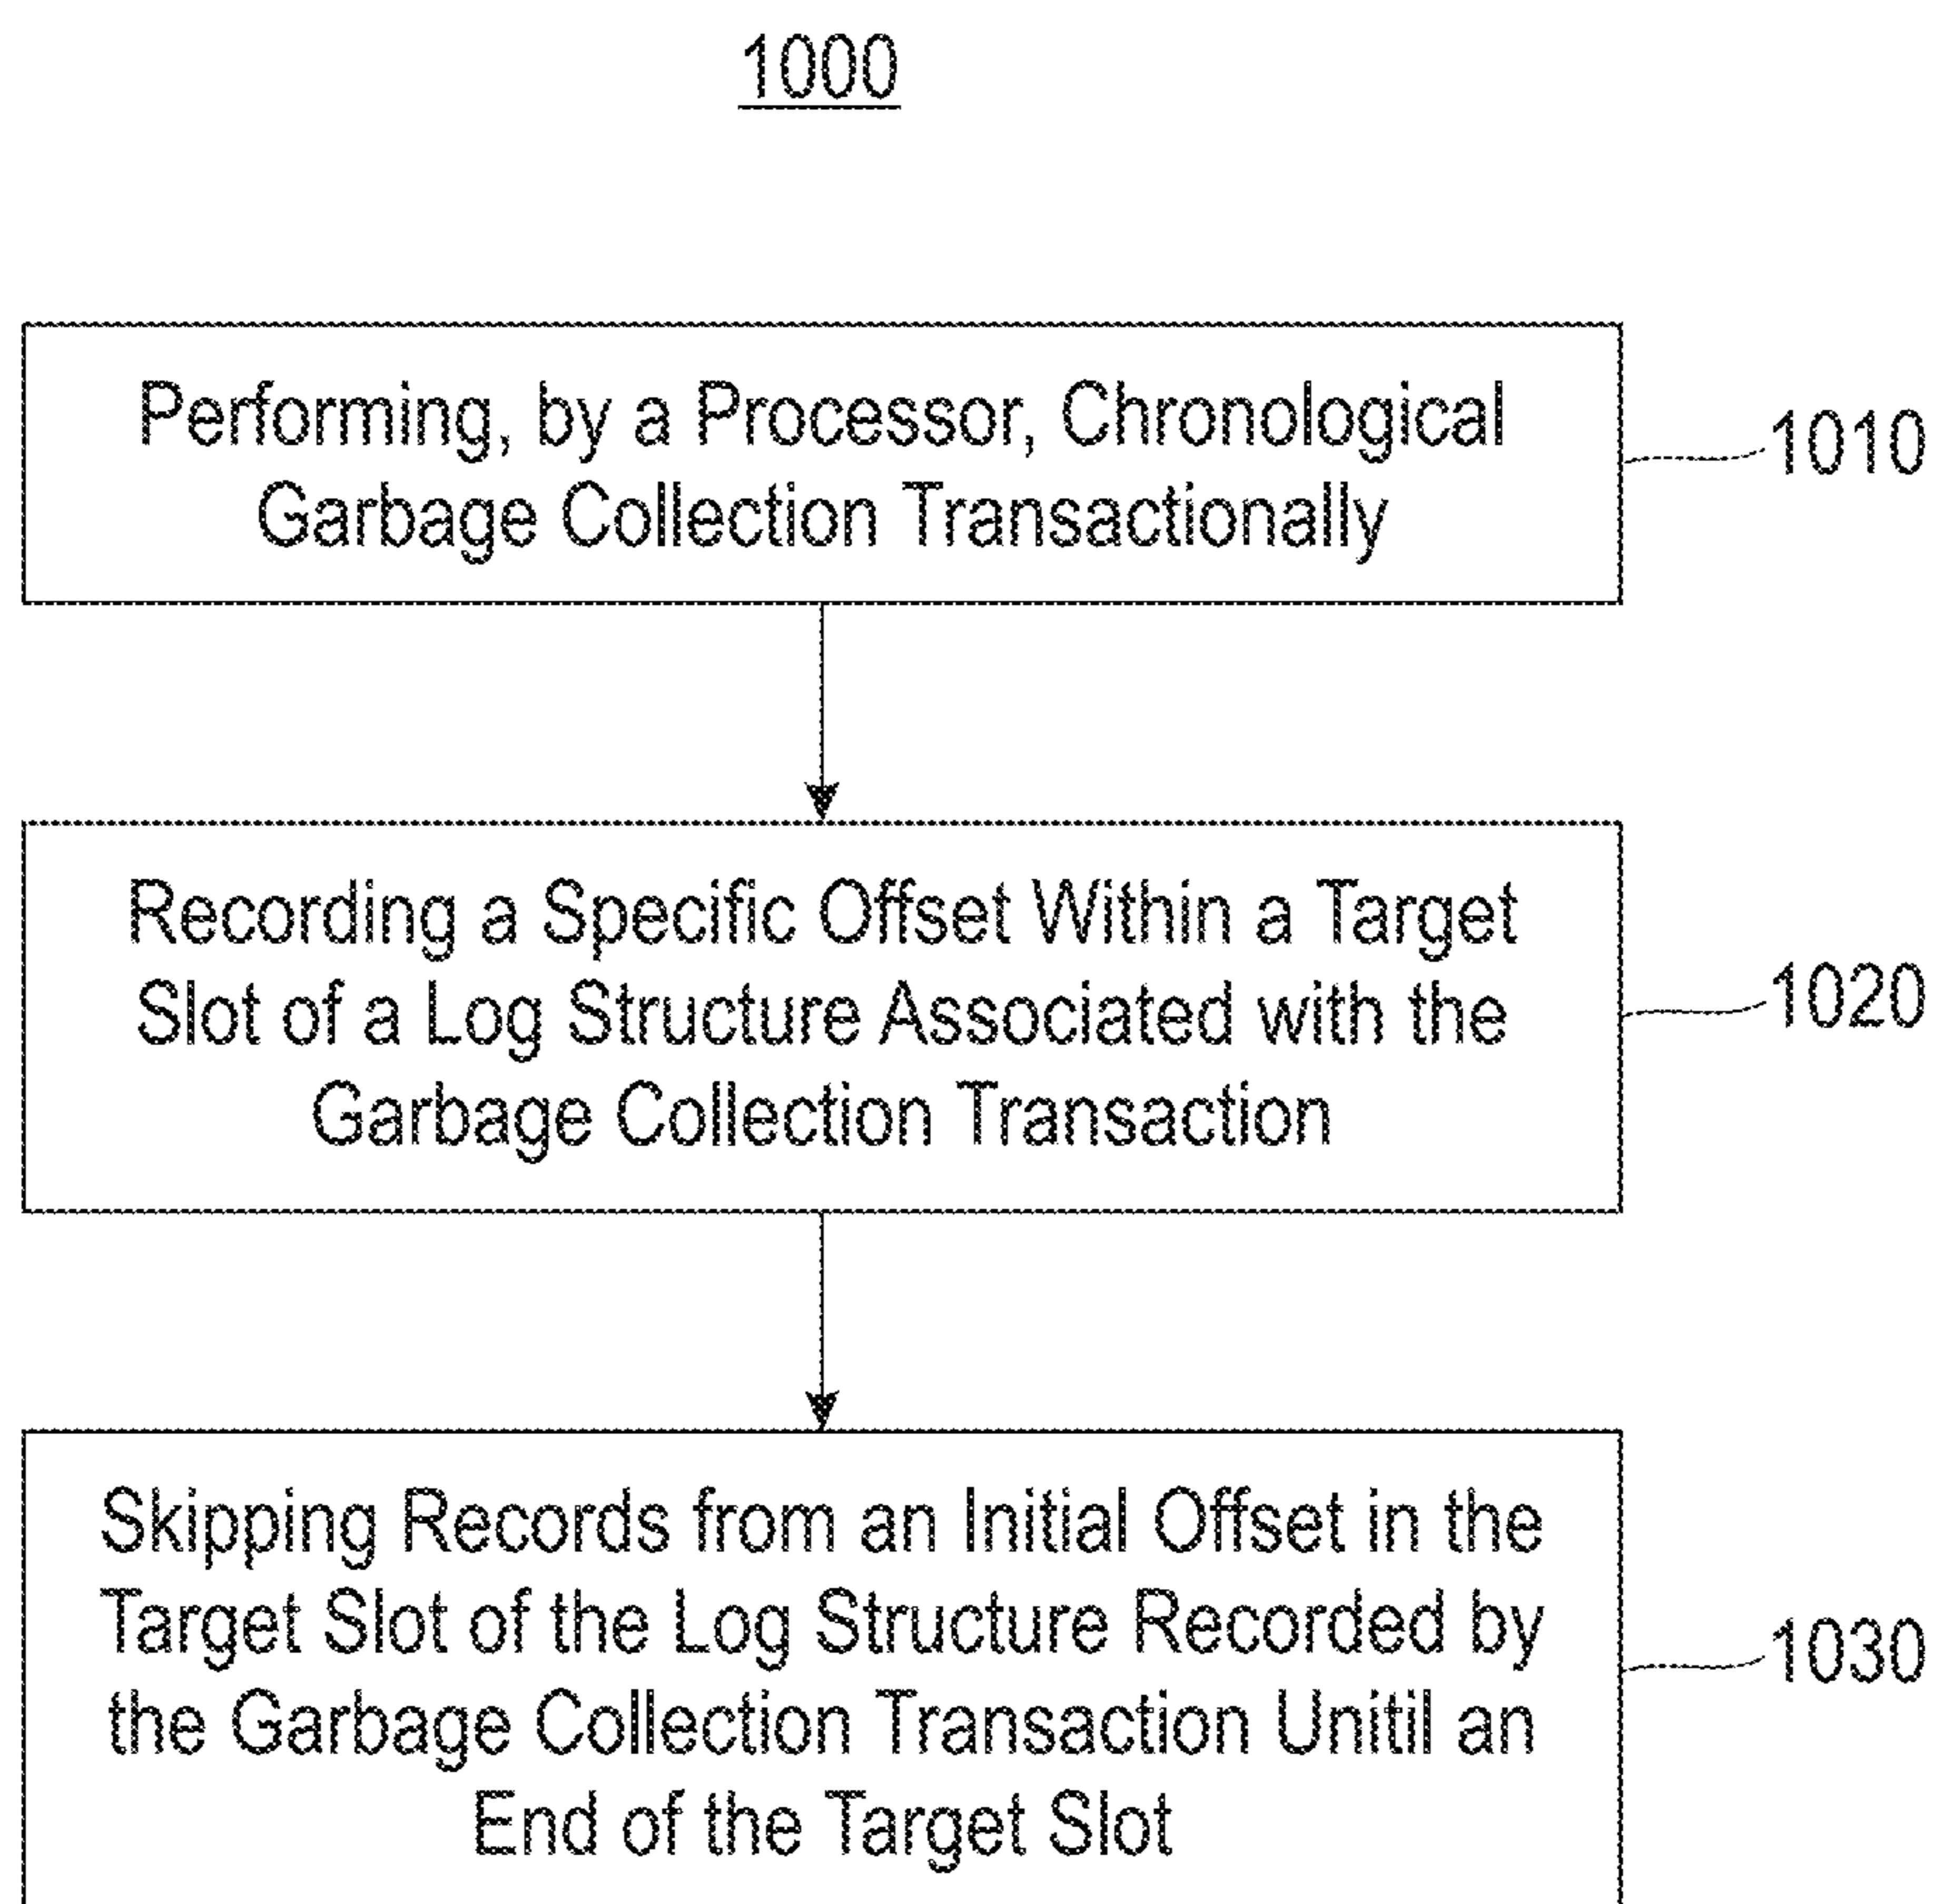 1000
Performing, by a Processor, Chronological
Garbage Collection Transactionally
1010
Recording a Specific Offset Within a Target
Slot of a Log Structure Associated with the
Garbage Collection Transaction
1020
Skipping Records from an Initial Offset in the
Target Slot of the Log Structure Recorded by
the Garbage Collection Transaction Unitil an
End of the Target Slot
1030